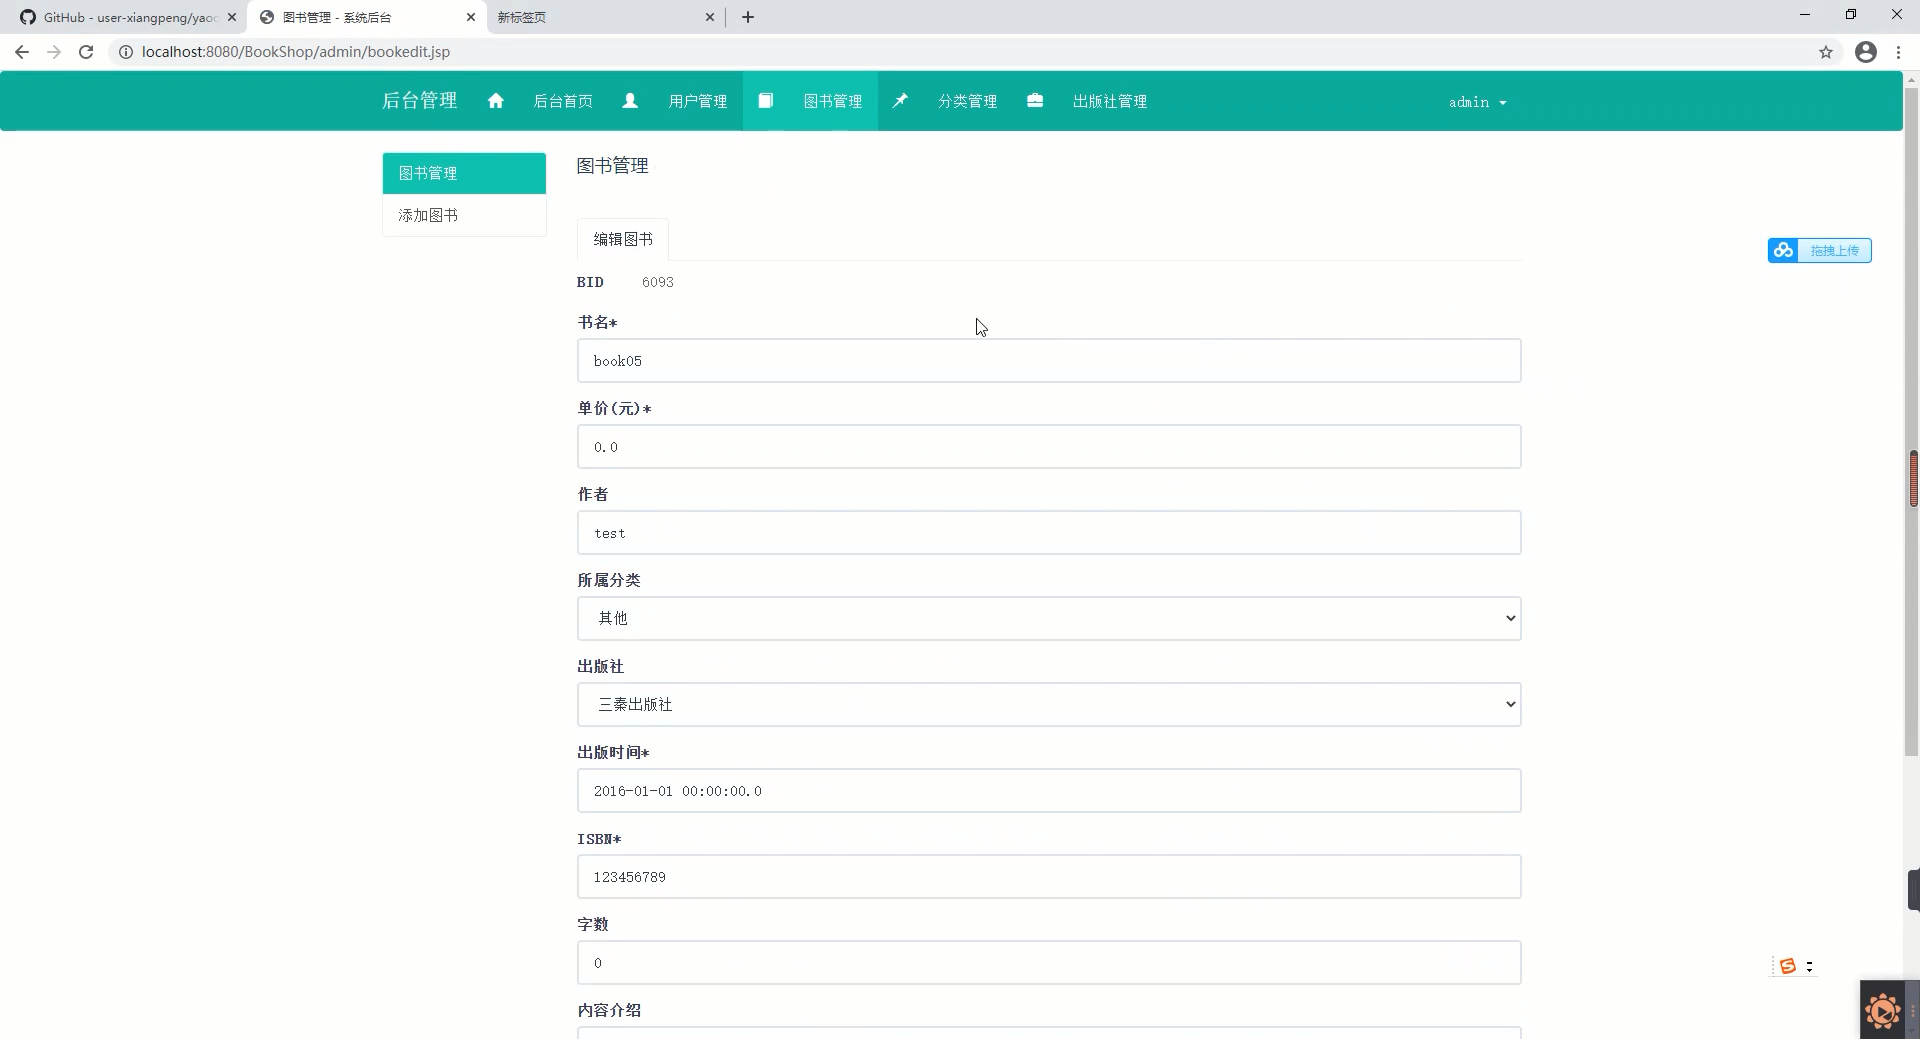 GitHub - user-xiangpeng/yaoc
图书管理 - 系统后台
新标签页
localhost:8080/BookShop/admin/bookedit.jsp
后台管理 后台首页 用户管理 图书管理 分类管理 出版社管理 admin
图书管理
添加图书
图书管理
编辑图书
拖拽上传
BID 6093
书名*
book05
单价(元)*
0.0
作者
test
所属分类
其他
出版社
三秦出版社
出版时间*
2016-01-01 00:00:00.0
ISBN*
123456789
字数
0
内容介绍